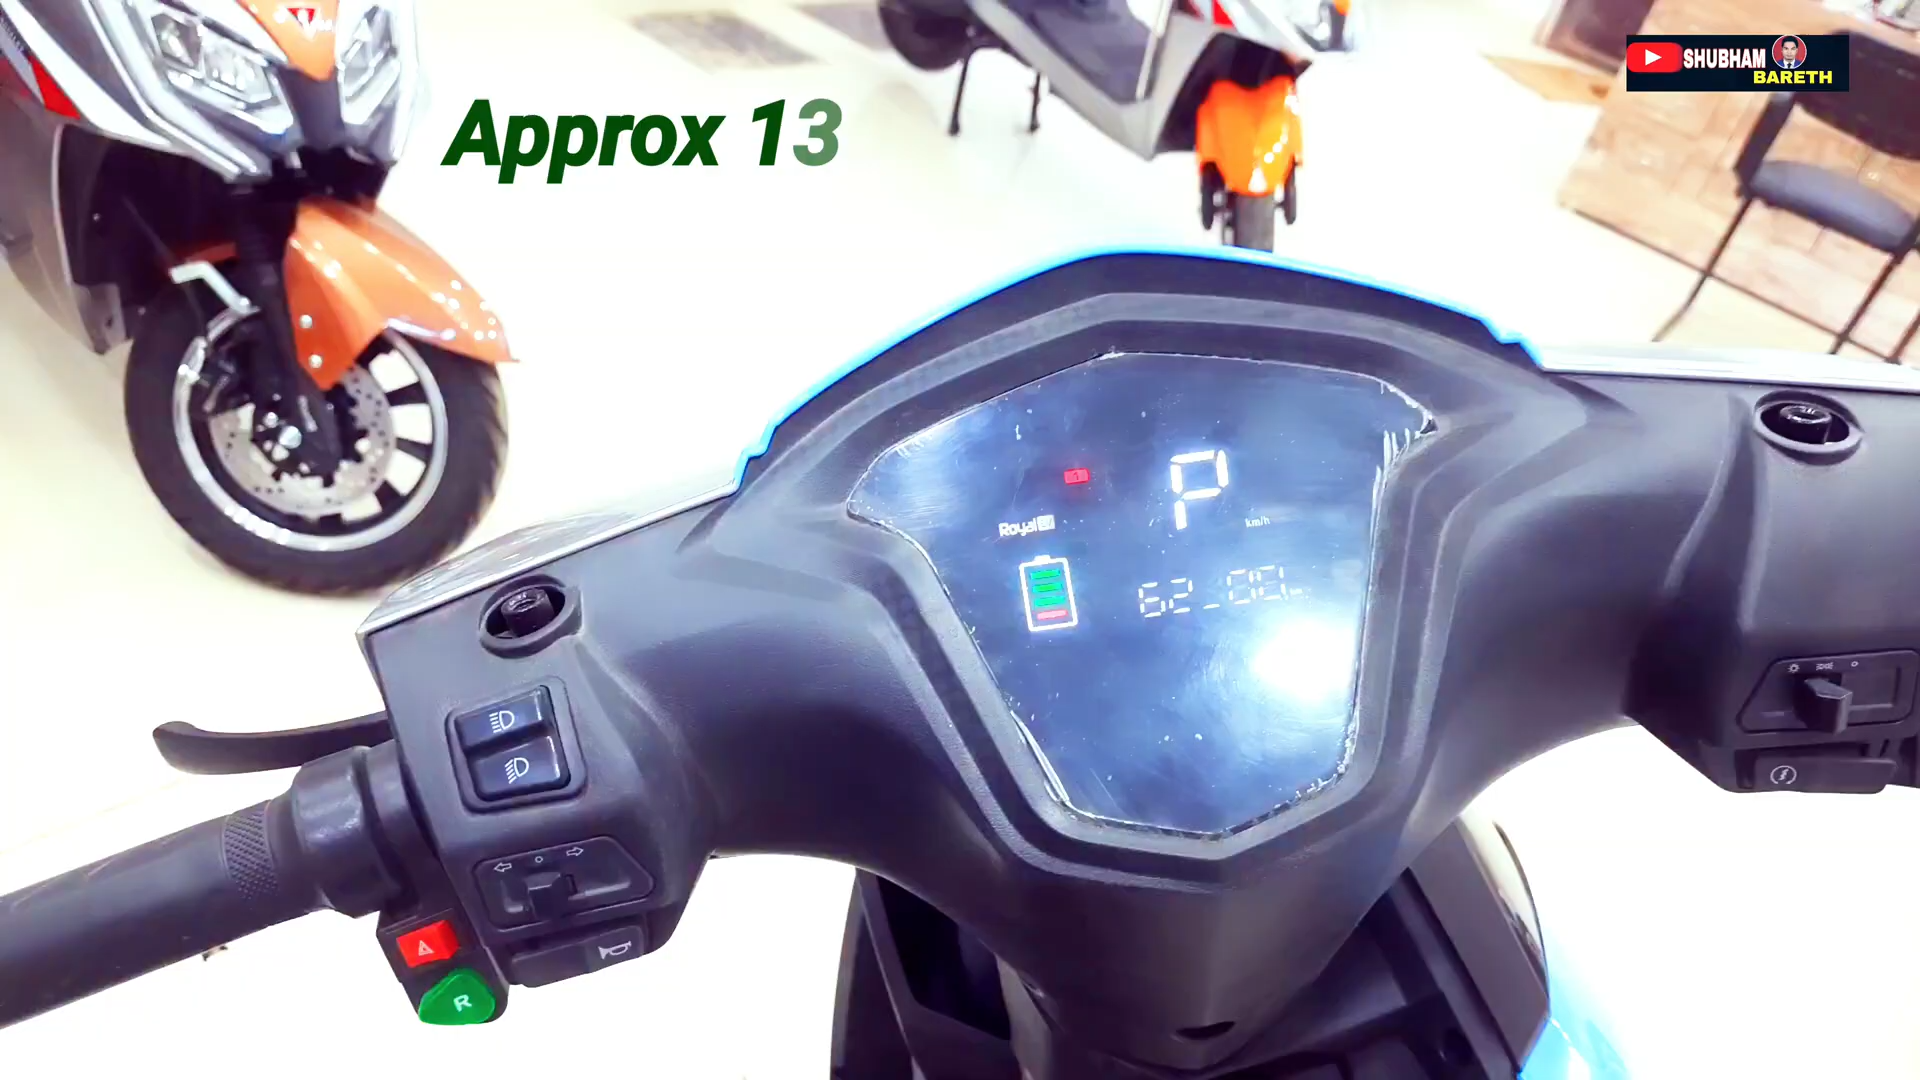 SHUBHAM
BARETH
Approx 13
P
Royal EV
km/h
R